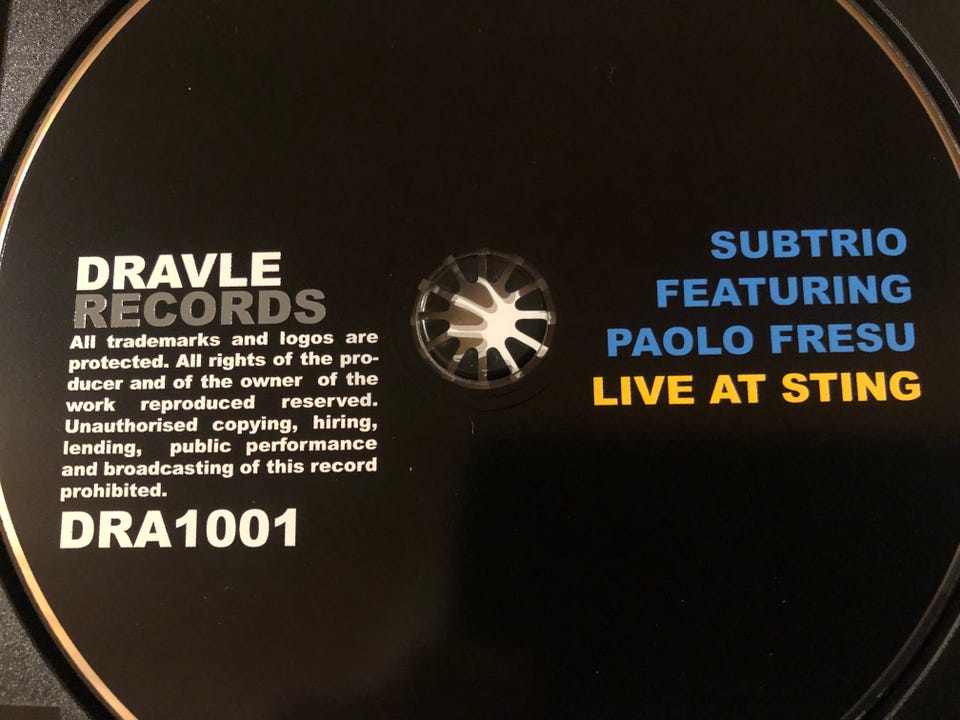 DRAVLE
RECORDS
All trademarks and logos are
protected. All rights of the pro-
ducer and of the owner of the
work reproduced reserved.
Unauthorised copying, hiring,
lending, public performance
and broadcasting of this record
prohibited.
DRA1001
SUBTRIO
FEATURING
PAOLO FRESU
LIVE AT STING